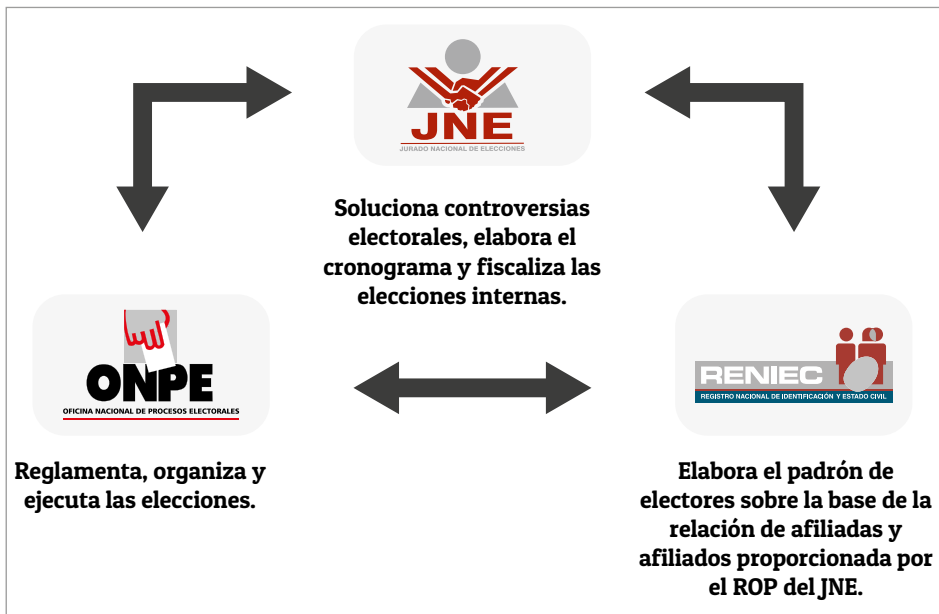 JNE
JURADO NACIONAL DE ELECCIONES
Soluciona controversias
electorales, elabora el
cronograma y fiscaliza las
elecciones internas.
ONPE
OFICINA NACIONAL DE PROCESOS ELECTORALES
Reglamenta, organiza y
ejecuta las elecciones.
RENIEC
REGISTRO NACIONAL DE IDENTIFICACIÓN Y ESTADO CIVIL
Elabora el padrón de
electores sobre la base de la
relación de afiliadas y
afiliados proporcionada por
el ROP del JNE.